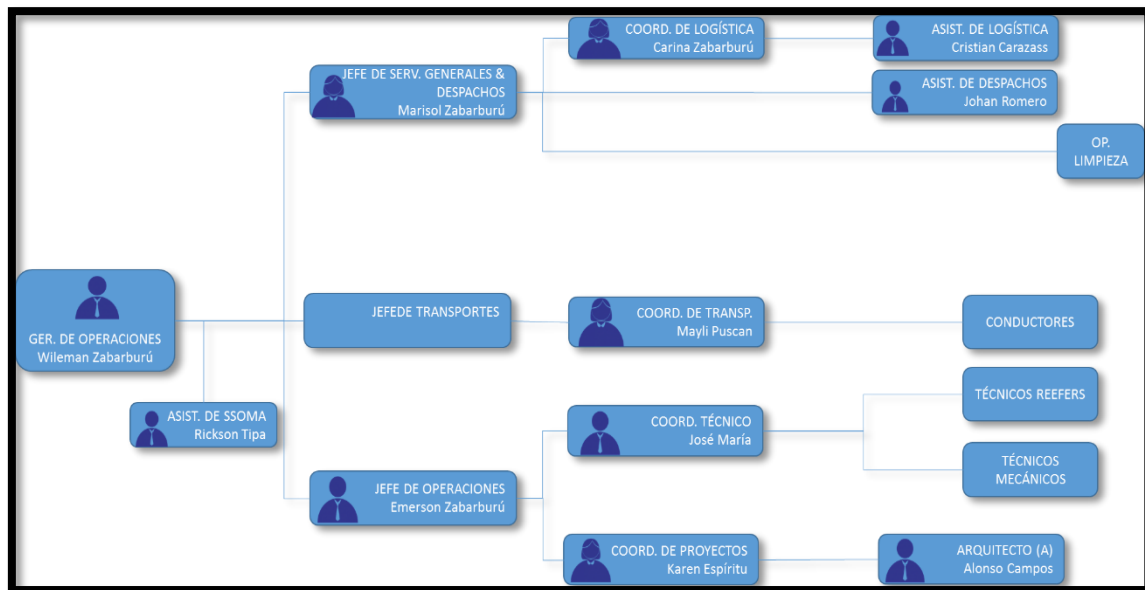 COORD. DE LOGÍSTICA
Carina Zabarburú
ASIST. DE LOGÍSTICA
Cristian Carazass
JEFE DE SERV. GENERALES &
DESPACHOS
Marisol Zabarburú
ASIST. DE DESPACHOS
Johan Romero
OP.
LIMPIEZA
GER. DE OPERACIONES
Wileman Zabarburú
JEFEDE TRANSPORTES
COORD. DE TRANSP.
Mayli Puscan
CONDUCTORES
ASIST. DE SSOMA
Rickson Tipa
COORD. TÉCNICO
José María
TÉCNICOS REEFERS
TÉCNICOS
MECÁNICOS
JEFE DE OPERACIONES
Emerson Zabarburú
COORD. DE PROYECTOS
Karen Espíritu
ARQUITECTO (A)
Alonso Campos